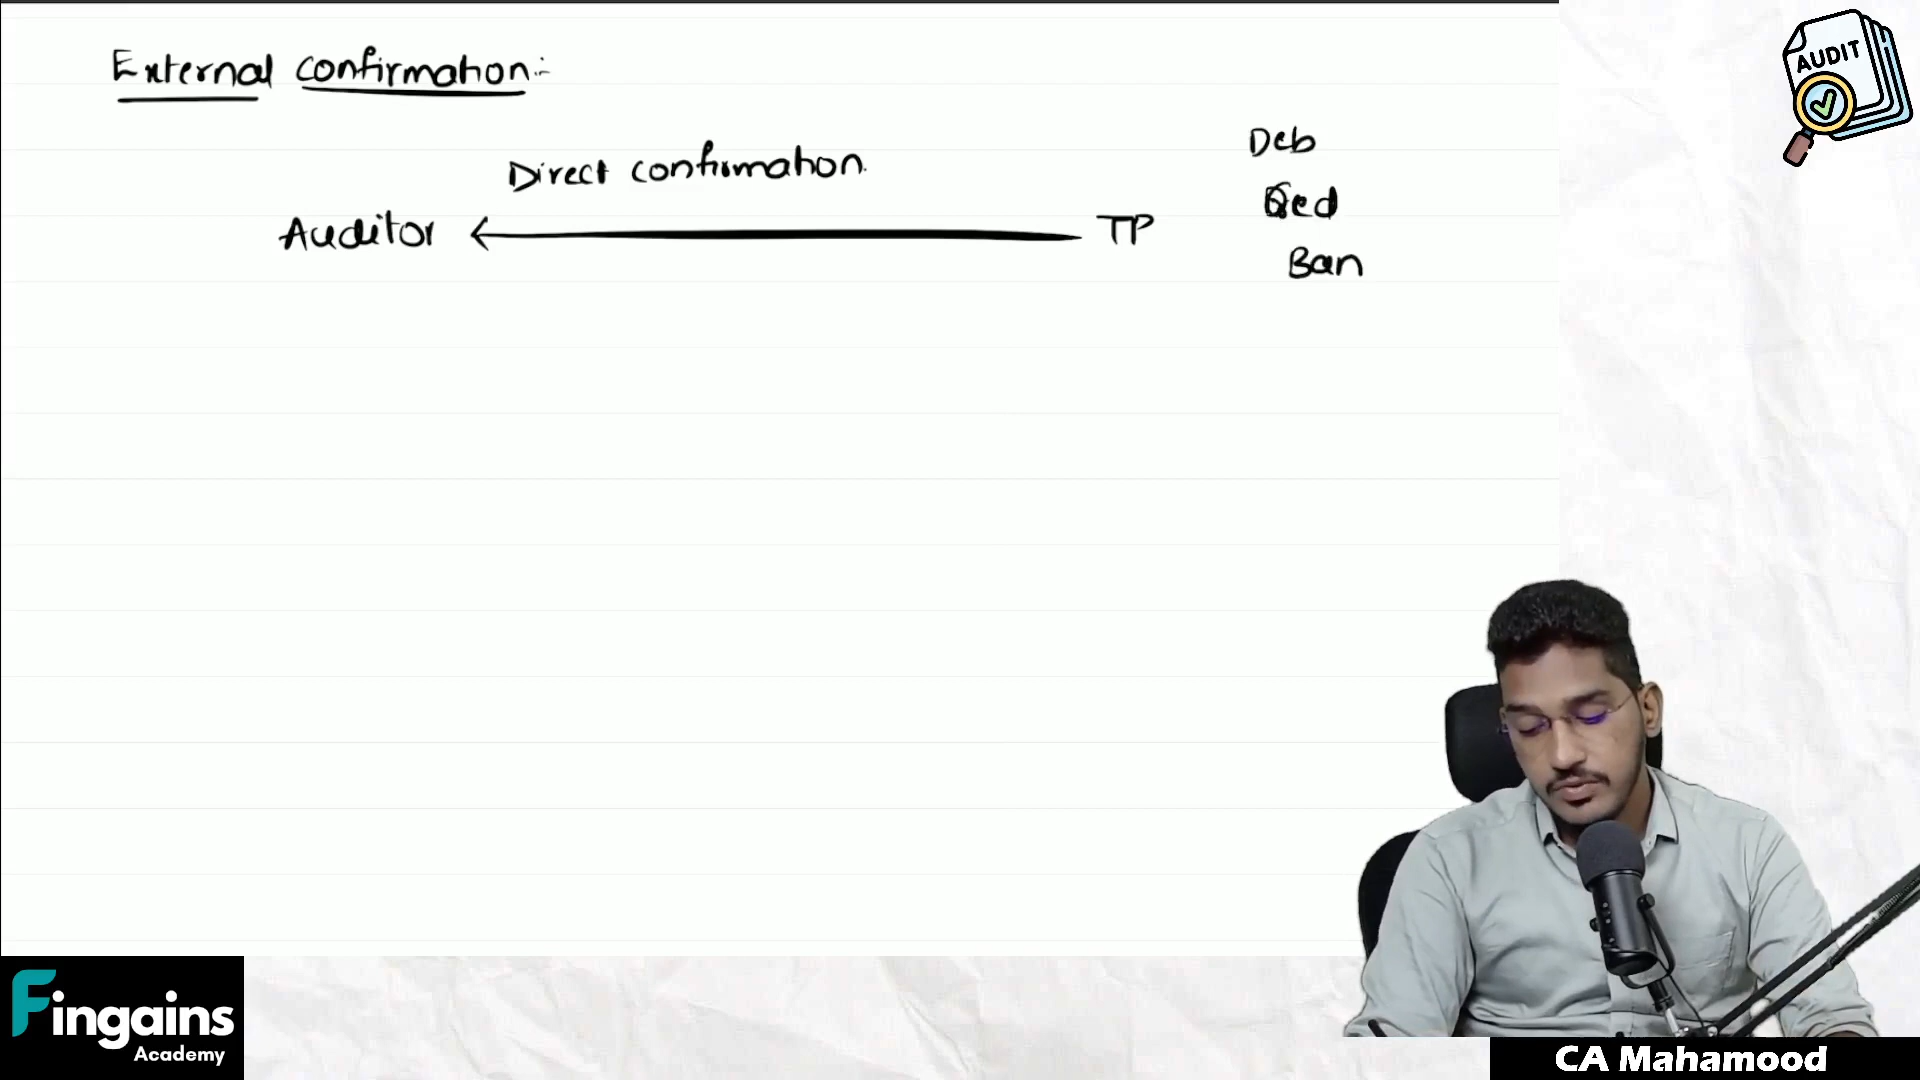 External confirmation:-
AUDIT
Direct confirmation.
Deb
Cred
Auditor
TP
Ban
Fingains
Academy
CA Mahamood